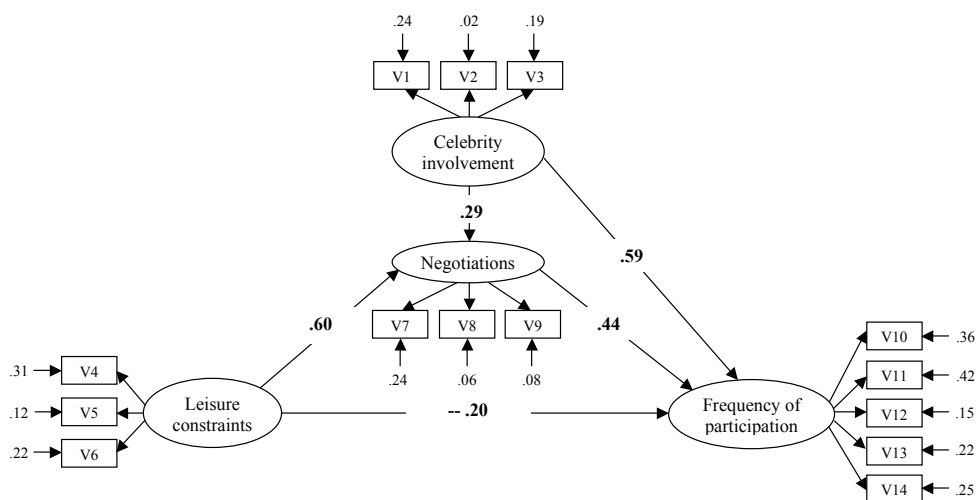 .24 .02 .19
V1 V2 V3
Celebrity
involvement
.29
Negotiations
.59
.60
V7 V8 V9
.44
.24 .06 .08
V10 .36
.31 V4
V11 .42
Leisure
constraints
.12 V5
-- .20
Frequency of
participation
V12 .15
.22 V6
V13 .22
V14 .25